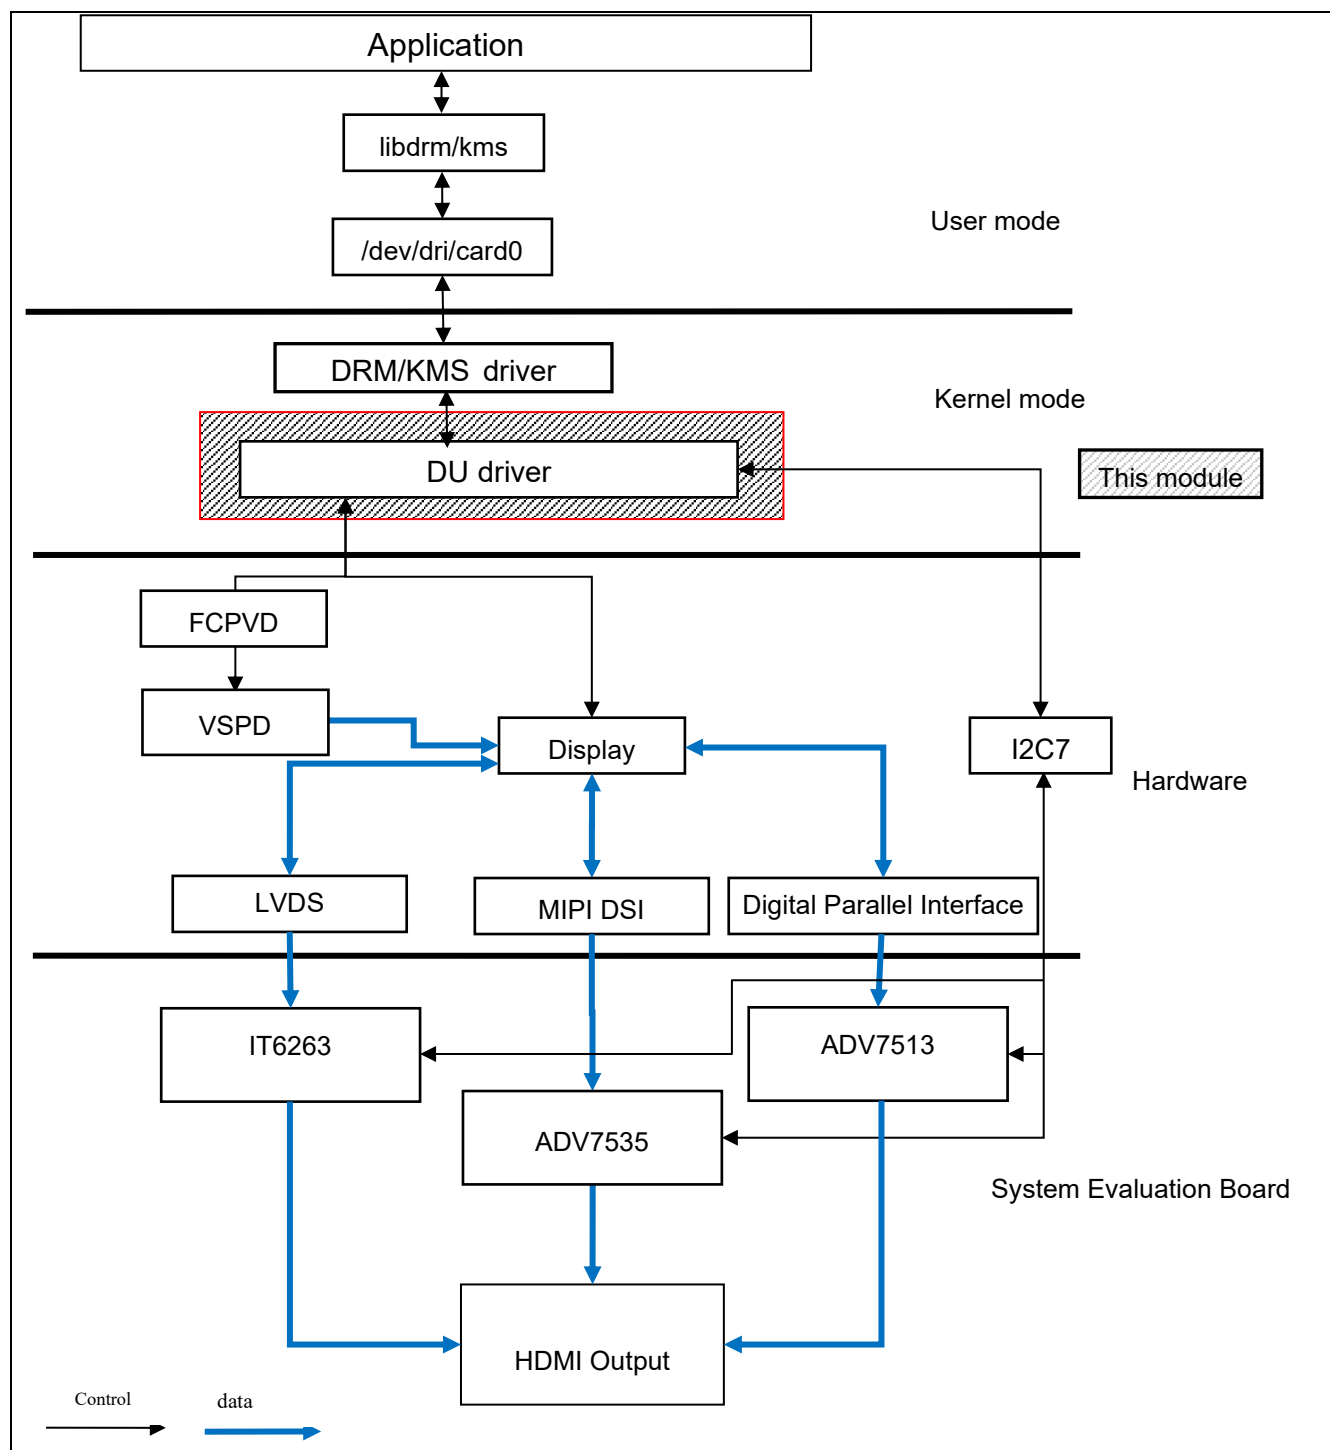 Application
libdrm/kms
/dev/dri/card0
User mode
DRM/KMS driver
Kernel mode
DU driver
This module
FCPVD
VSPD
Display
I2C7
Hardware
LVDS
MIPI DSI
Digital Parallel Interface
IT6263
ADV7513
ADV7535
System Evaluation Board
HDMI Output
Control
data